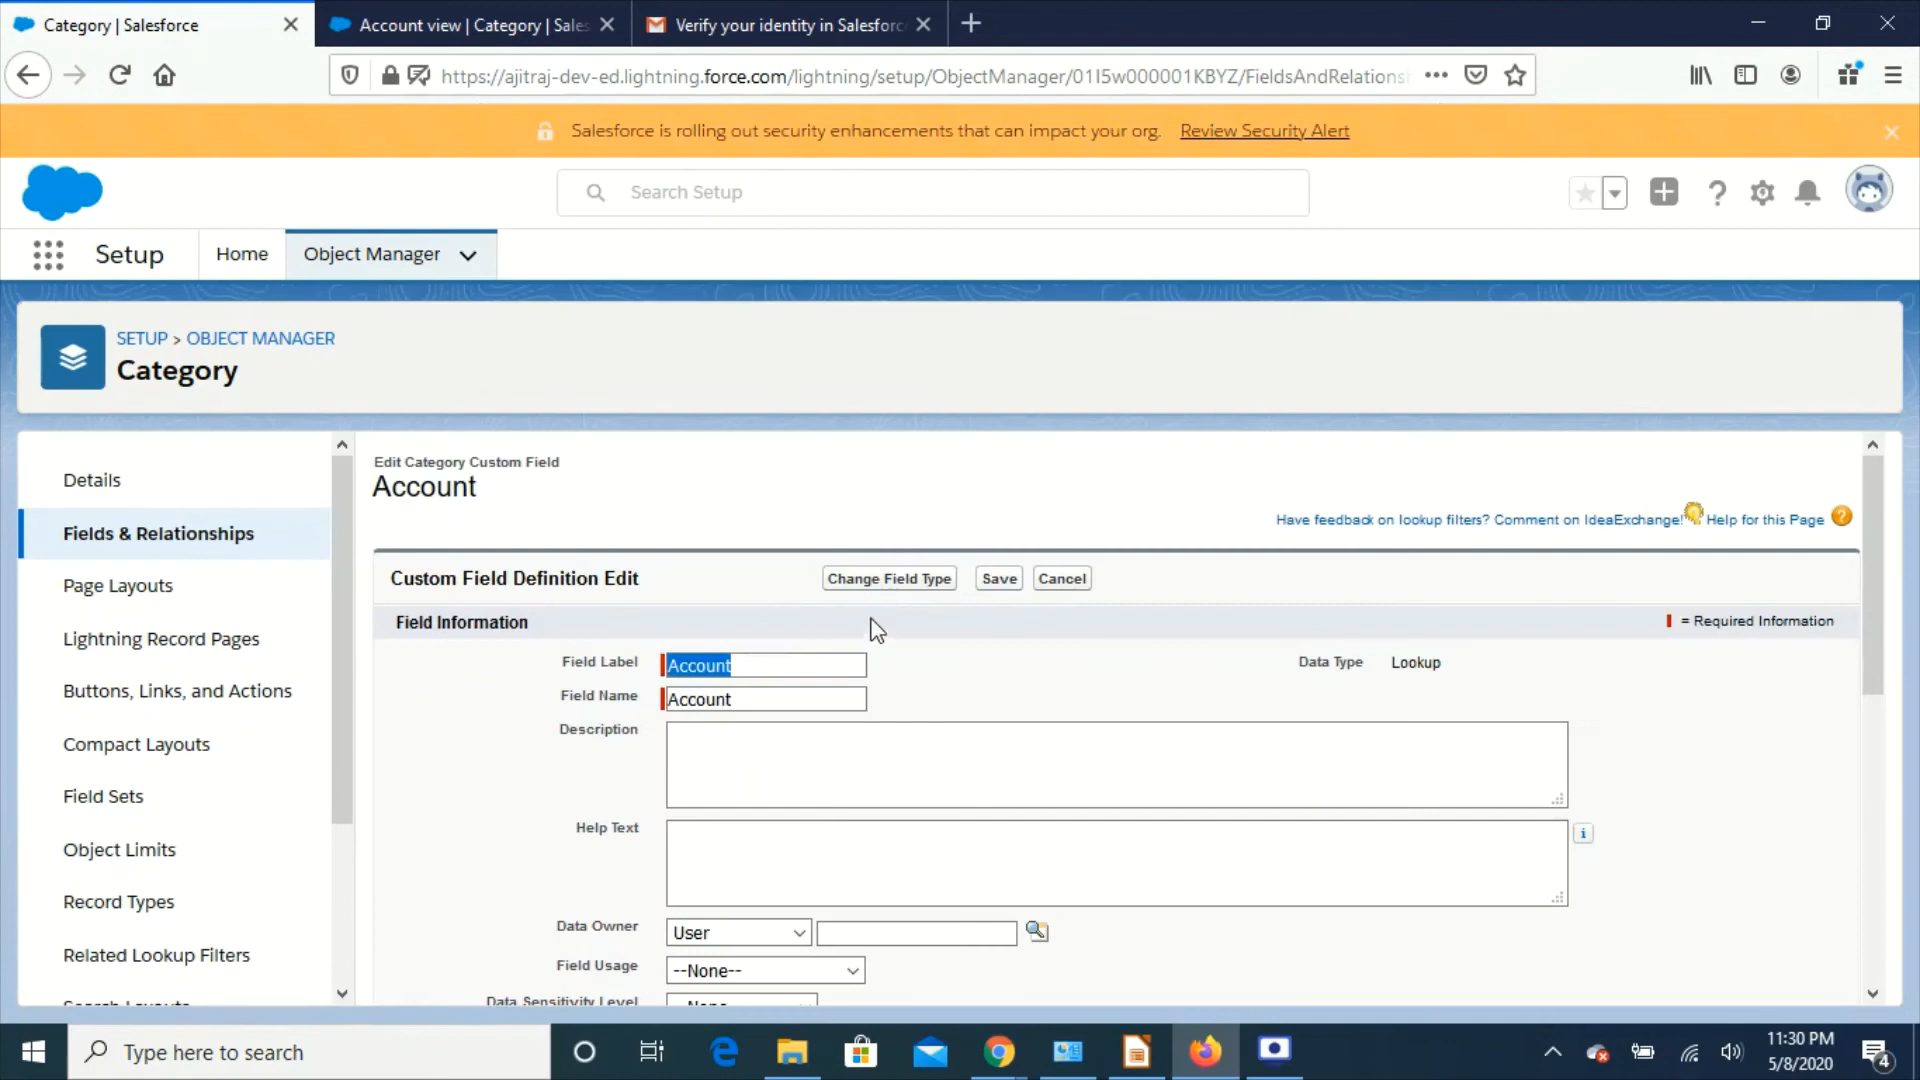 Category | Salesforce
Account view | Category | Sales
Verify your identity in Salesforc
https://ajitraj-dev-ed.lightning.force.com/lightning/setup/ObjectManager/01I5w000001KBYZ/FieldsAndRelations
Salesforce is rolling out security enhancements that can impact your org. Review Security Alert
Search Setup
Setup
Home
Object Manager
SETUP > OBJECT MANAGER
Category
Details
Fields & Relationships
Page Layouts
Lightning Record Pages
Buttons, Links, and Actions
Compact Layouts
Field Sets
Object Limits
Record Types
Related Lookup Filters
Search Layouts
Edit Category Custom Field
Account
Have feedback on lookup filters? Comment on IdeaExchange!
Help for this Page
Custom Field Definition Edit
Change Field Type
Save
Cancel
Field Information
= Required Information
Field Label
Account
Data Type
Lookup
Field Name
Account
Description
Help Text
i
Data Owner
User
Field Usage
--None--
Data Sensitivity Level
--None--
Type here to search
11:30 PM
5/8/2020
4